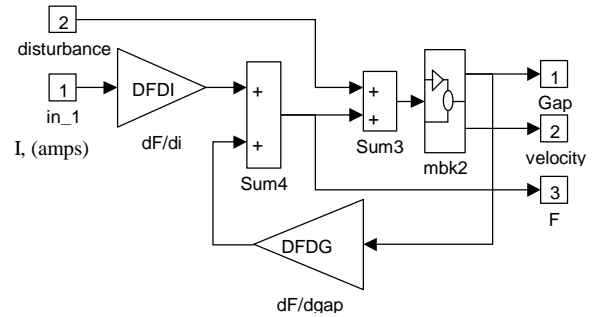 2
disturbance
1
in_1
I, (amps)
DFDI
dF/di
+
+
Sum4
+
+
Sum3
mbk2
1
Gap
2
velocity
3
F
DFDG
dF/dgap